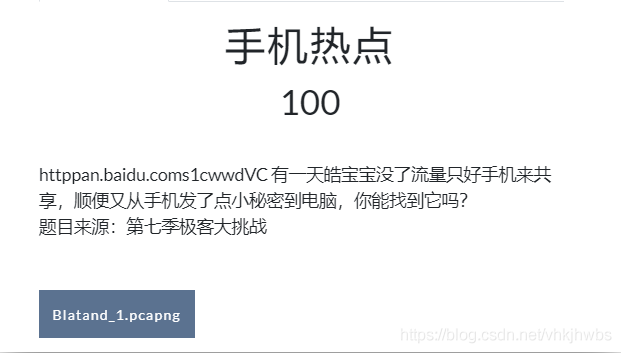 手机热点
100
httppan.baidu.coms1cwwdVC 有一天皓宝宝没了流量只好手机来共
享，顺便又从手机发了点小秘密到电脑，你能找到它吗？
题目来源：第七季极客大挑战
Blatand_1.pcapng
https://blog.csdn.net/vhkjhwbs